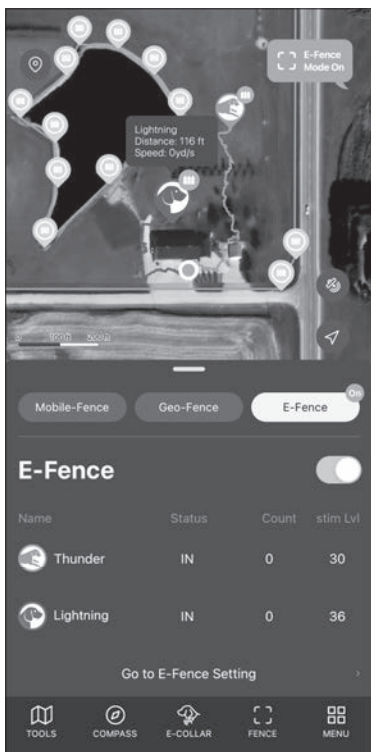 E-Fence
Mode On
Lightning
Distance: 116 ft
Speed: 0yd/s
Mobile-Fence
Geo-Fence
E-Fence
On
E-Fence
Name Status Count stim Lvl
Thunder IN 0 30
Lightning IN 0 36
Go to E-Fence Setting
TOOLS COMPASS E-COLLAR FENCE MENU